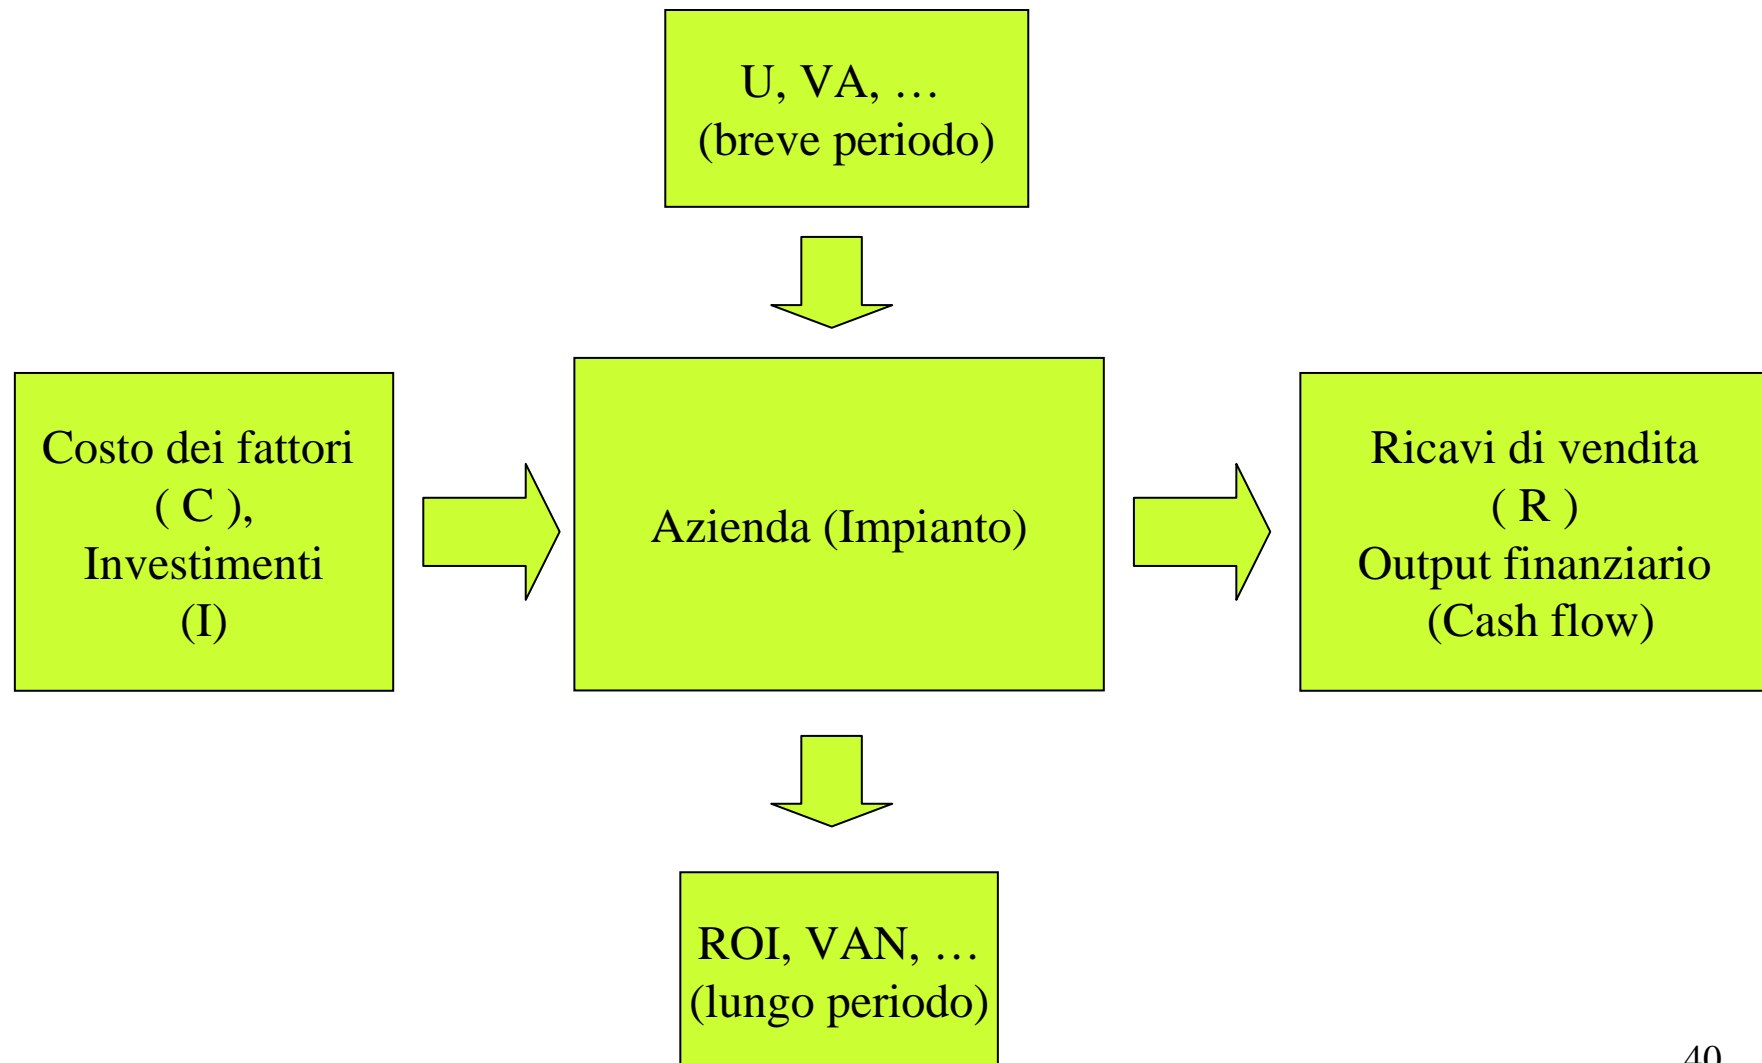 U, VA, …
(breve periodo)
Costo dei fattori
( C ),
Investimenti
(I)
Azienda (Impianto)
Ricavi di vendita
( R )
Output finanziario
(Cash flow)
ROI, VAN, …
(lungo periodo)
40